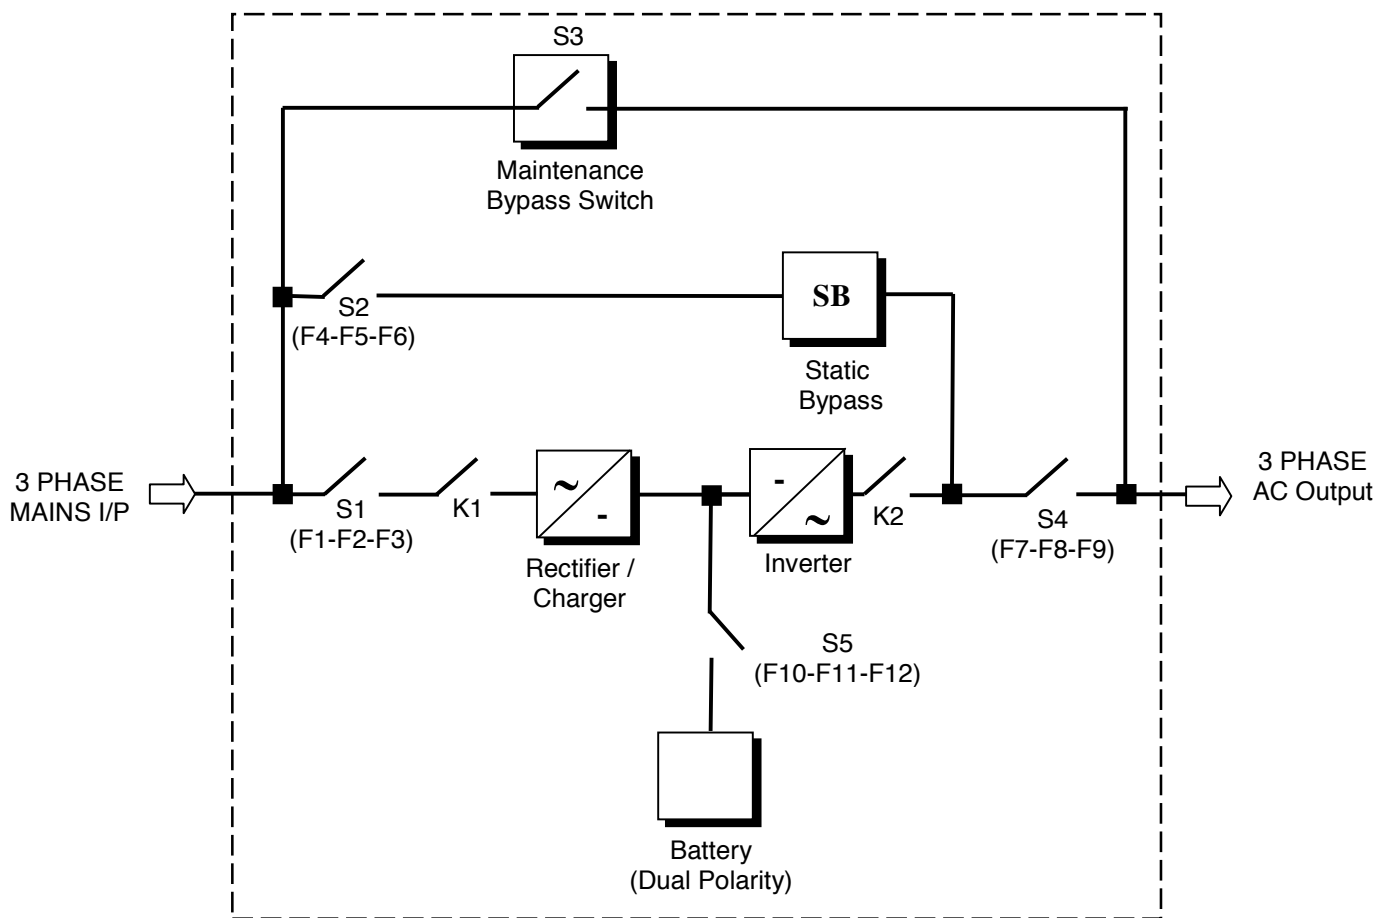 S3
Maintenance
Bypass Switch
S2
(F4-F5-F6)
SB
Static
Bypass
3 PHASE
MAINS I/P
S1
(F1-F2-F3)
K1
~
-
Rectifier /
Charger
-
~
Inverter
K2
S4
(F7-F8-F9)
3 PHASE
AC Output
S5
(F10-F11-F12)
Battery
(Dual Polarity)